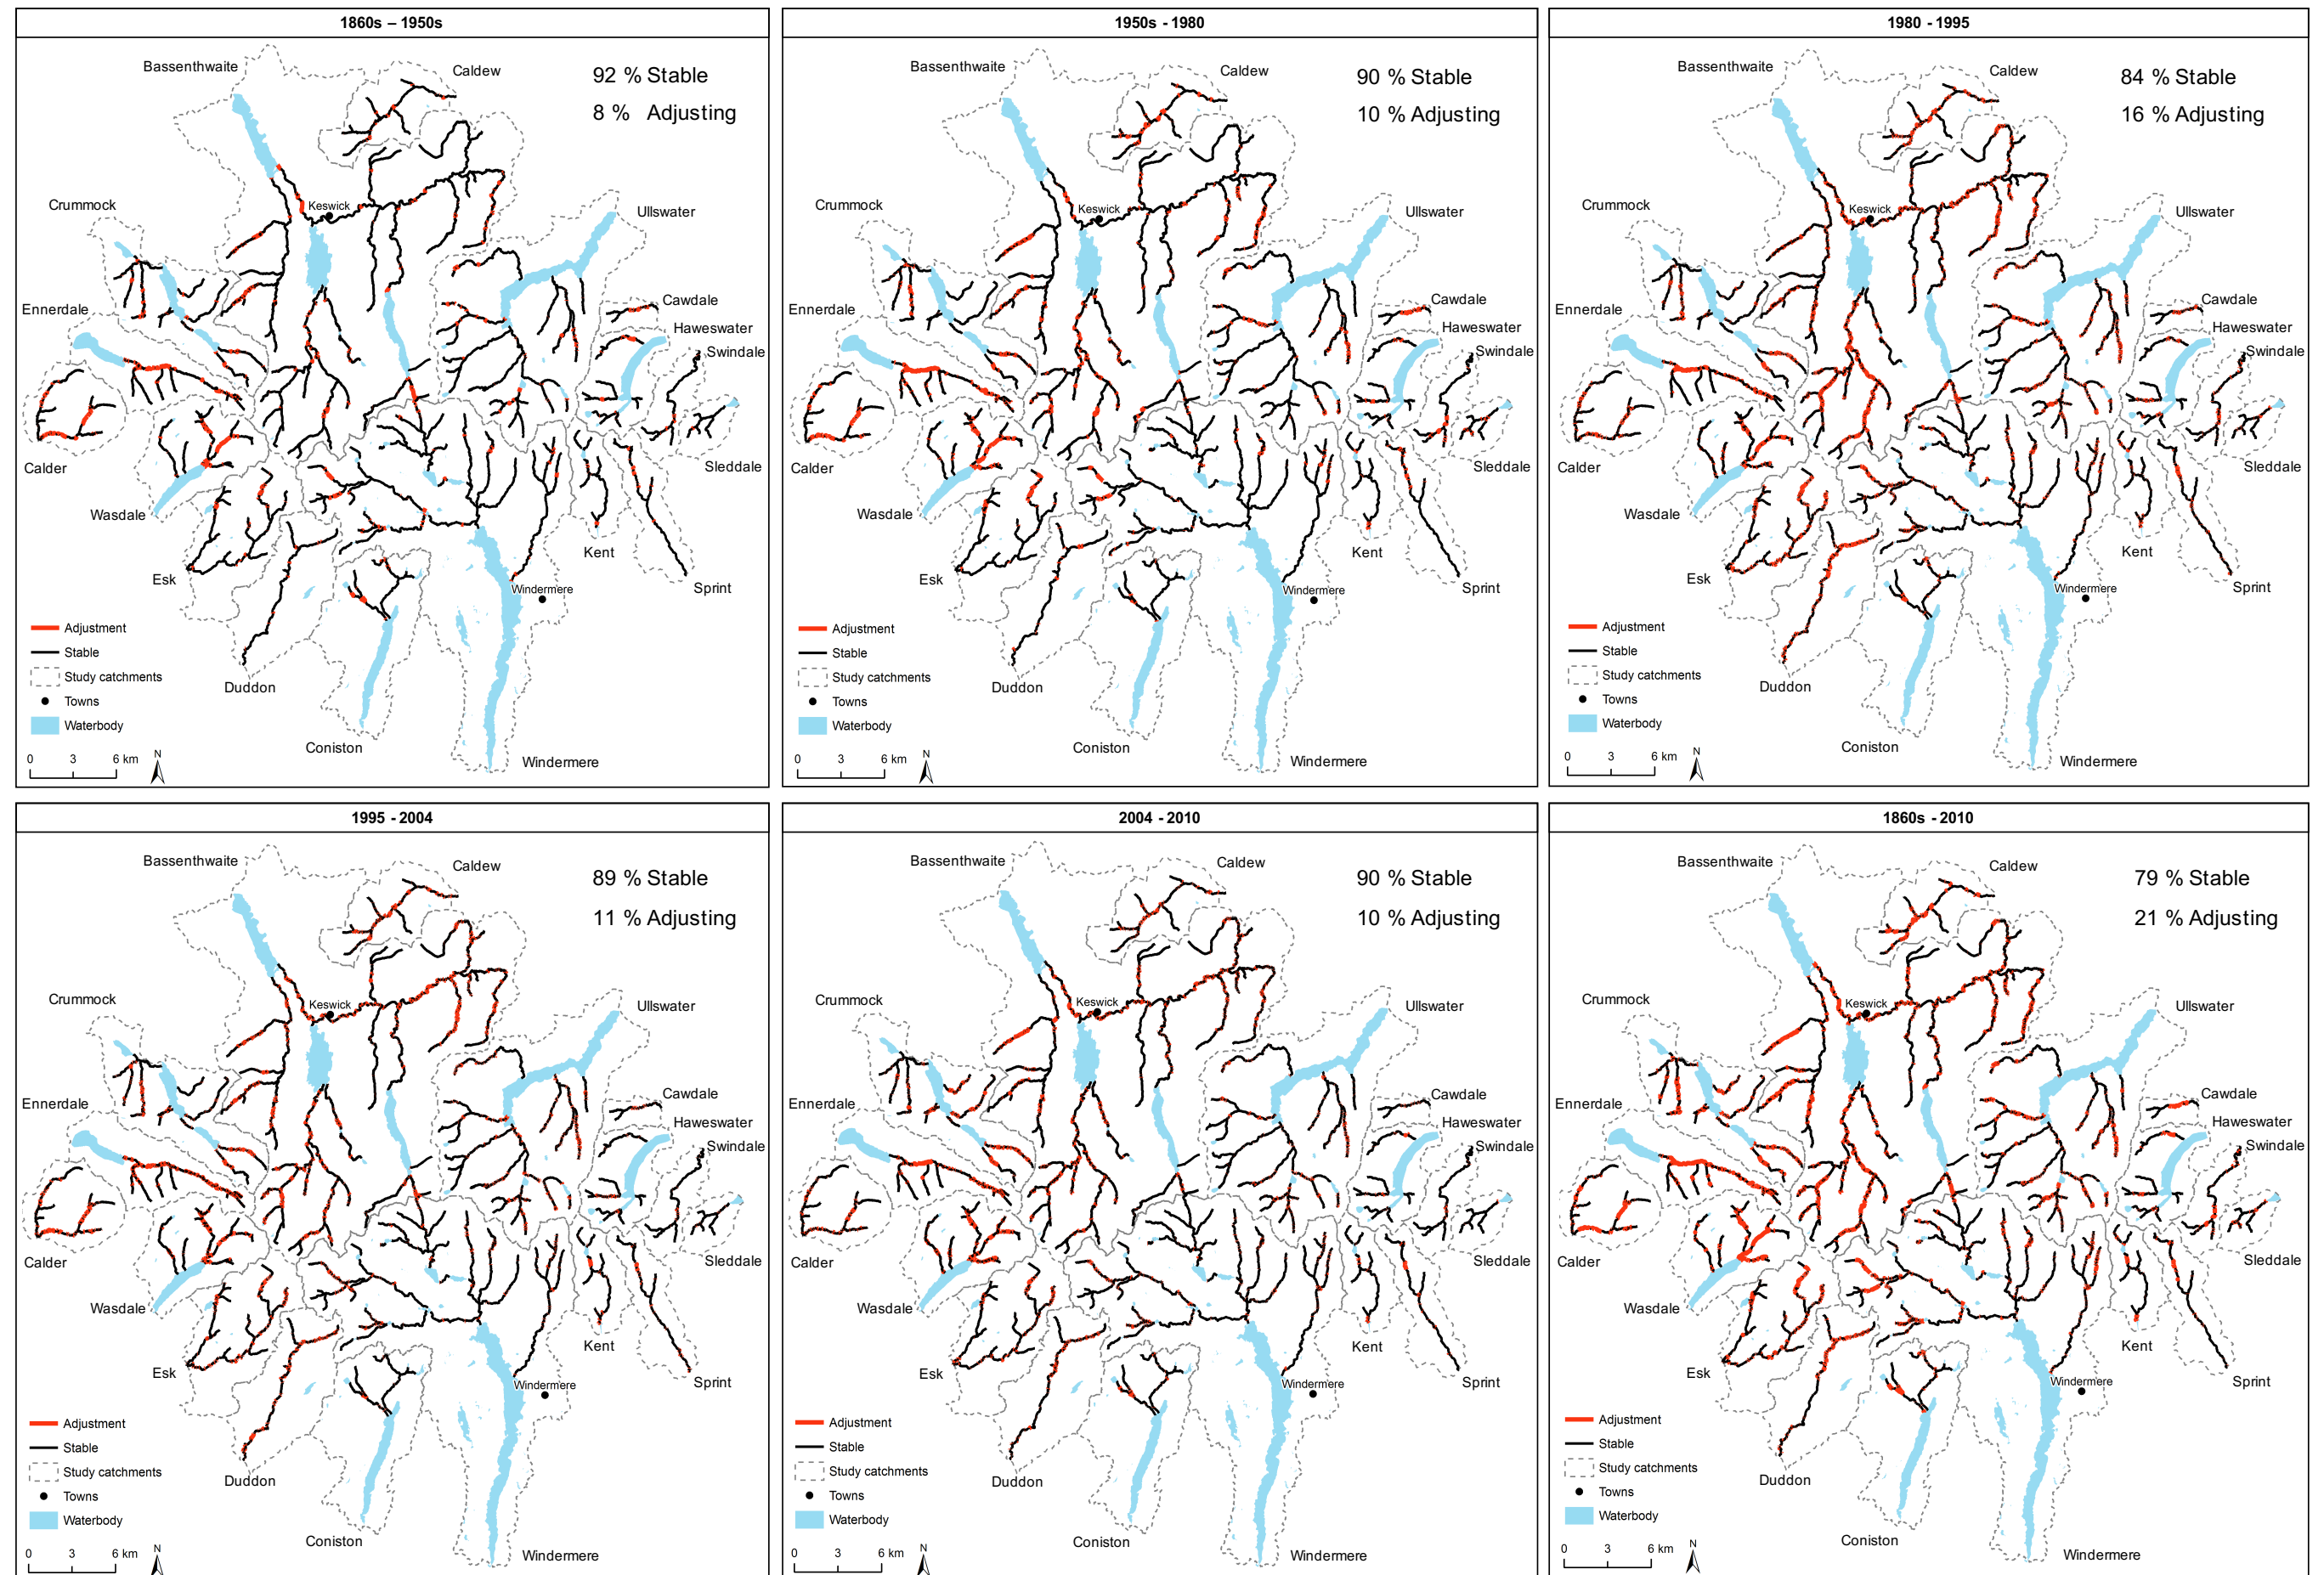 1860s – 1950s
Bassenthwaite
Caldew
92 % Stable
8 % Adjusting
Crummock
Keswick
Ullswater
Ennerdale
Cawdale
Haweswater
Swindale
Calder
Sleddale
Wasdale
Kent
Esk
Sprint
Windermere
Adjustment
Stable
Study catchments
Duddon
Towns
Waterbody
Coniston
Windermere
0 3 6 km N
1950s - 1980
Bassenthwaite
Caldew
90 % Stable
10 % Adjusting
Crummock
Keswick
Ullswater
Ennerdale
Cawdale
Haweswater
Swindale
Calder
Sleddale
Wasdale
Kent
Esk
Sprint
Windermere
Adjustment
Stable
Study catchments
Duddon
Towns
Waterbody
Coniston
Windermere
0 3 6 km N
1980 - 1995
Bassenthwaite
Caldew
84 % Stable
16 % Adjusting
Crummock
Keswick
Ullswater
Ennerdale
Cawdale
Haweswater
Swindale
Calder
Sleddale
Wasdale
Kent
Esk
Sprint
Windermere
Adjustment
Stable
Study catchments
Duddon
Towns
Waterbody
Coniston
Windermere
0 3 6 km N
1995 - 2004
Bassenthwaite
Caldew
89 % Stable
11 % Adjusting
Crummock
Keswick
Ullswater
Ennerdale
Cawdale
Haweswater
Swindale
Calder
Sleddale
Wasdale
Kent
Esk
Sprint
Windermere
Adjustment
Stable
Study catchments
Duddon
Towns
Waterbody
Coniston
Windermere
0 3 6 km N
2004 - 2010
Bassenthwaite
Caldew
90 % Stable
10 % Adjusting
Crummock
Keswick
Ullswater
Ennerdale
Cawdale
Haweswater
Swindale
Calder
Sleddale
Wasdale
Kent
Esk
Sprint
Windermere
Adjustment
Stable
Study catchments
Duddon
Towns
Waterbody
Coniston
Windermere
0 3 6 km N
1860s - 2010
Bassenthwaite
Caldew
79 % Stable
21 % Adjusting
Crummock
Keswick
Ullswater
Ennerdale
Cawdale
Haweswater
Swindale
Calder
Sleddale
Wasdale
Kent
Esk
Sprint
Windermere
Adjustment
Stable
Study catchments
Duddon
Towns
Waterbody
Coniston
Windermere
0 3 6 km N